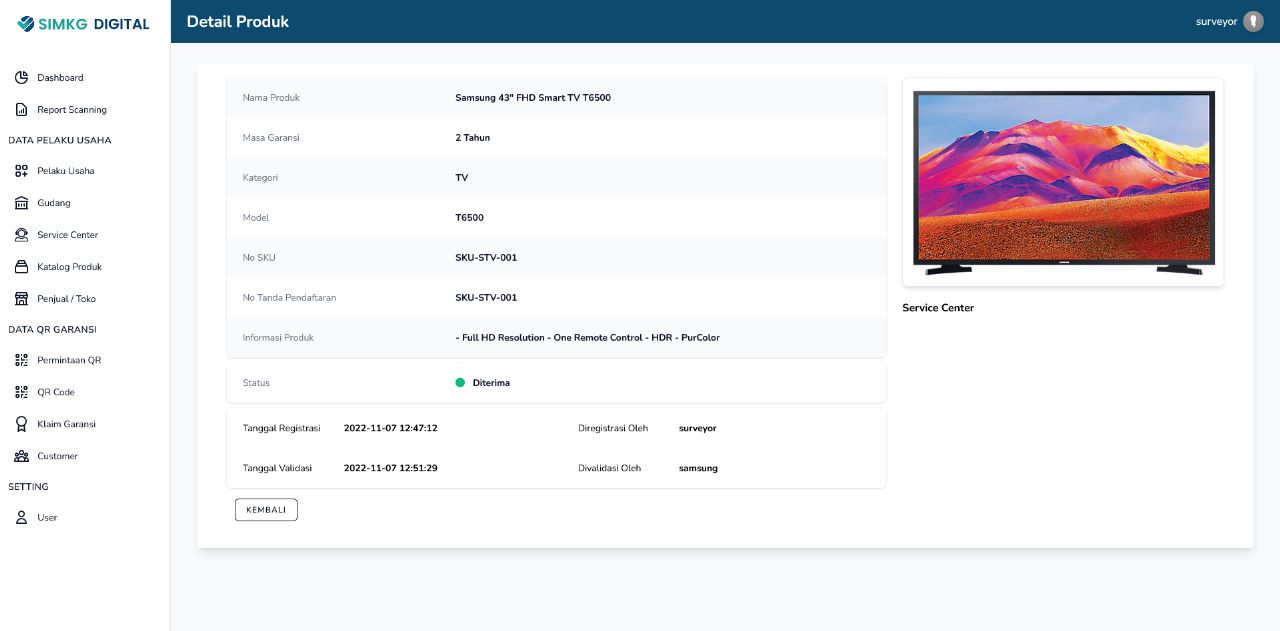 SIMKG DIGITAL
Detail Produk
surveyor
Dashboard
Report Scanning
DATA PELAKU USAHA
Pelaku Usaha
Gudang
Service Center
Katalog Produk
Penjual / Toko
DATA QR GARANSI
Permintaan QR
QR Code
Klaim Garansi
Customer
SETTING
User
Nama Produk Samsung 43" FHD Smart TV T6500
Masa Garansi 2 Tahun
Kategori TV
Model T6500
No SKU SKU-STV-001
No Tanda Pendaftaran SKU-STV-001
Informasi Produk - Full HD Resolution - One Remote Control - HDR - PurColor
Status Diterima
Tanggal Registrasi 2022-11-07 12:47:12 Diregistrasi Oleh surveyor
Tanggal Validasi 2022-11-07 12:51:29 Divalidasi Oleh samsung
KEMBALI
Service Center